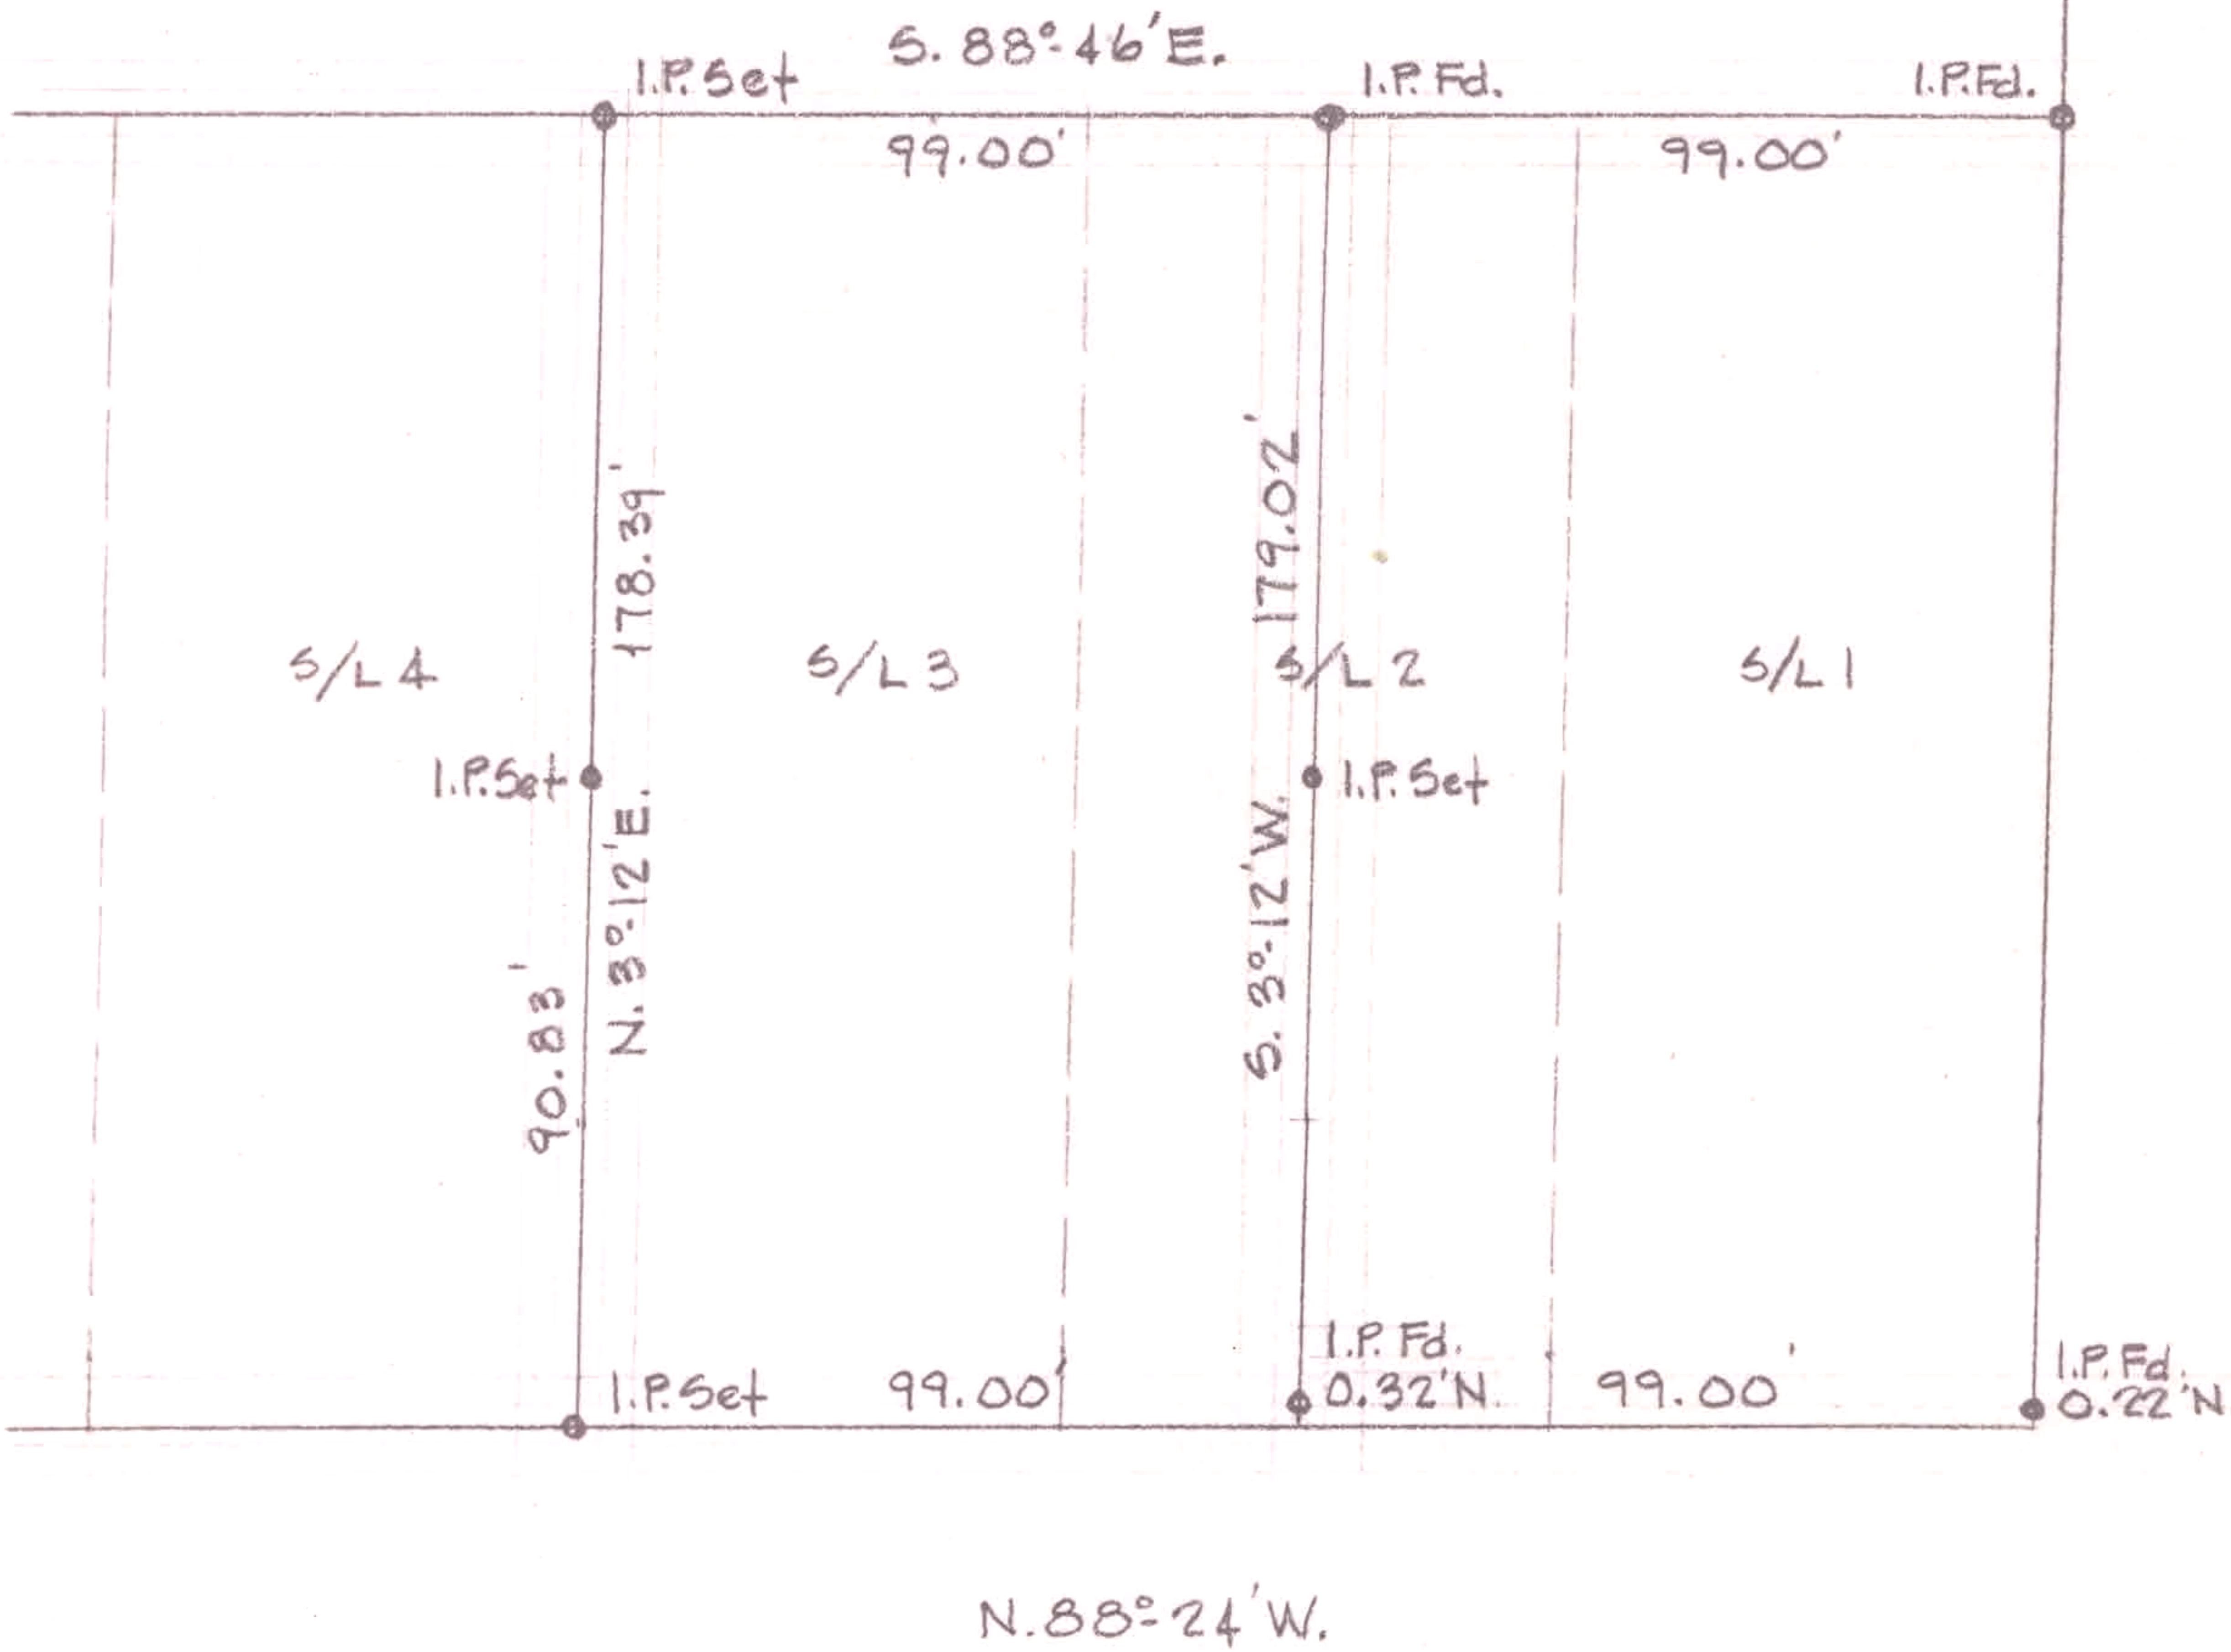 S. 88°-46'E.
I.P. Set
I.P. Fd.
I.P. Fd.
99.00'
99.00'
178.39'
179.02'
S/L 4
S/L 3
S/L 2
S/L 1
I.P. Set
I.P. Set
N. 3°-12'E.
S. 3°-12'W.
90.83'
I.P. Set
99.00'
I.P. Fd.
0.32'N.
99.00'
I.P. Fd.
0.22'N
N. 88°-24'W.